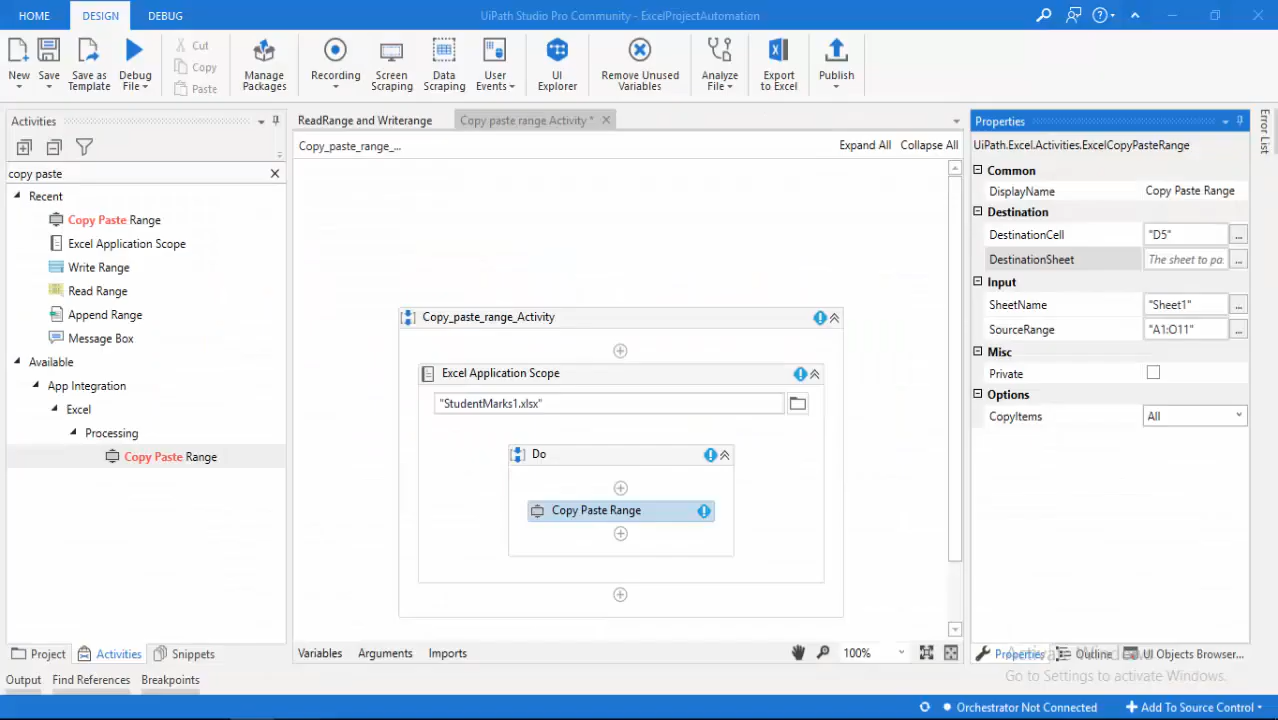 HOME DESIGN DEBUG UiPath Studio Pro Community - ExcelProjectAutomation
New Save Save as Template Debug File Cut Copy Paste Manage Packages Recording Screen Scraping Data Scraping User Events UI Explorer Remove Unused Variables Analyze File Export to Excel Publish
Activities
copy paste
Recent
Copy Paste Range
Excel Application Scope
Write Range
Read Range
Append Range
Message Box
Available
App Integration
Excel
Processing
Copy Paste Range
Project Activities Snippets
ReadRange and Writerange Copy paste range Activity *
Copy_paste_range_... Expand All Collapse All
Copy_paste_range_Activity
Excel Application Scope
"StudentMarks1.xlsx"
Do
Copy Paste Range
Variables Arguments Imports 100%
Properties
UiPath.Excel.Activities.ExcelCopyPasteRange
Common
DisplayName Copy Paste Range
Destination
DestinationCell "D5" ...
DestinationSheet The sheet to pa ...
Input
SheetName "Sheet1" ...
SourceRange "A1:O11" ...
Misc
Private
Options
CopyItems All
Properties Outline UI Objects Browser...
Activate Windows
Go to Settings to activate Windows.
Error List
Output Find References Breakpoints
Orchestrator Not Connected Add To Source Control